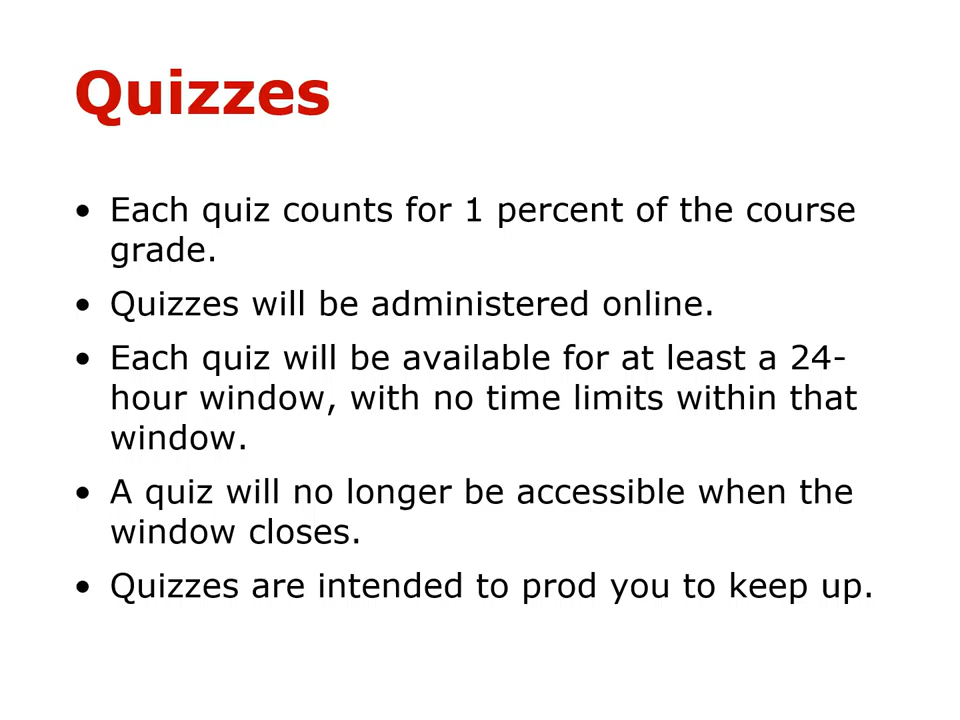 Quizzes
• Each quiz counts for 1 percent of the course
grade.
• Quizzes will be administered online.
• Each quiz will be available for at least a 24-
hour window, with no time limits within that
window.
• A quiz will no longer be accessible when the
window closes.
• Quizzes are intended to prod you to keep up.